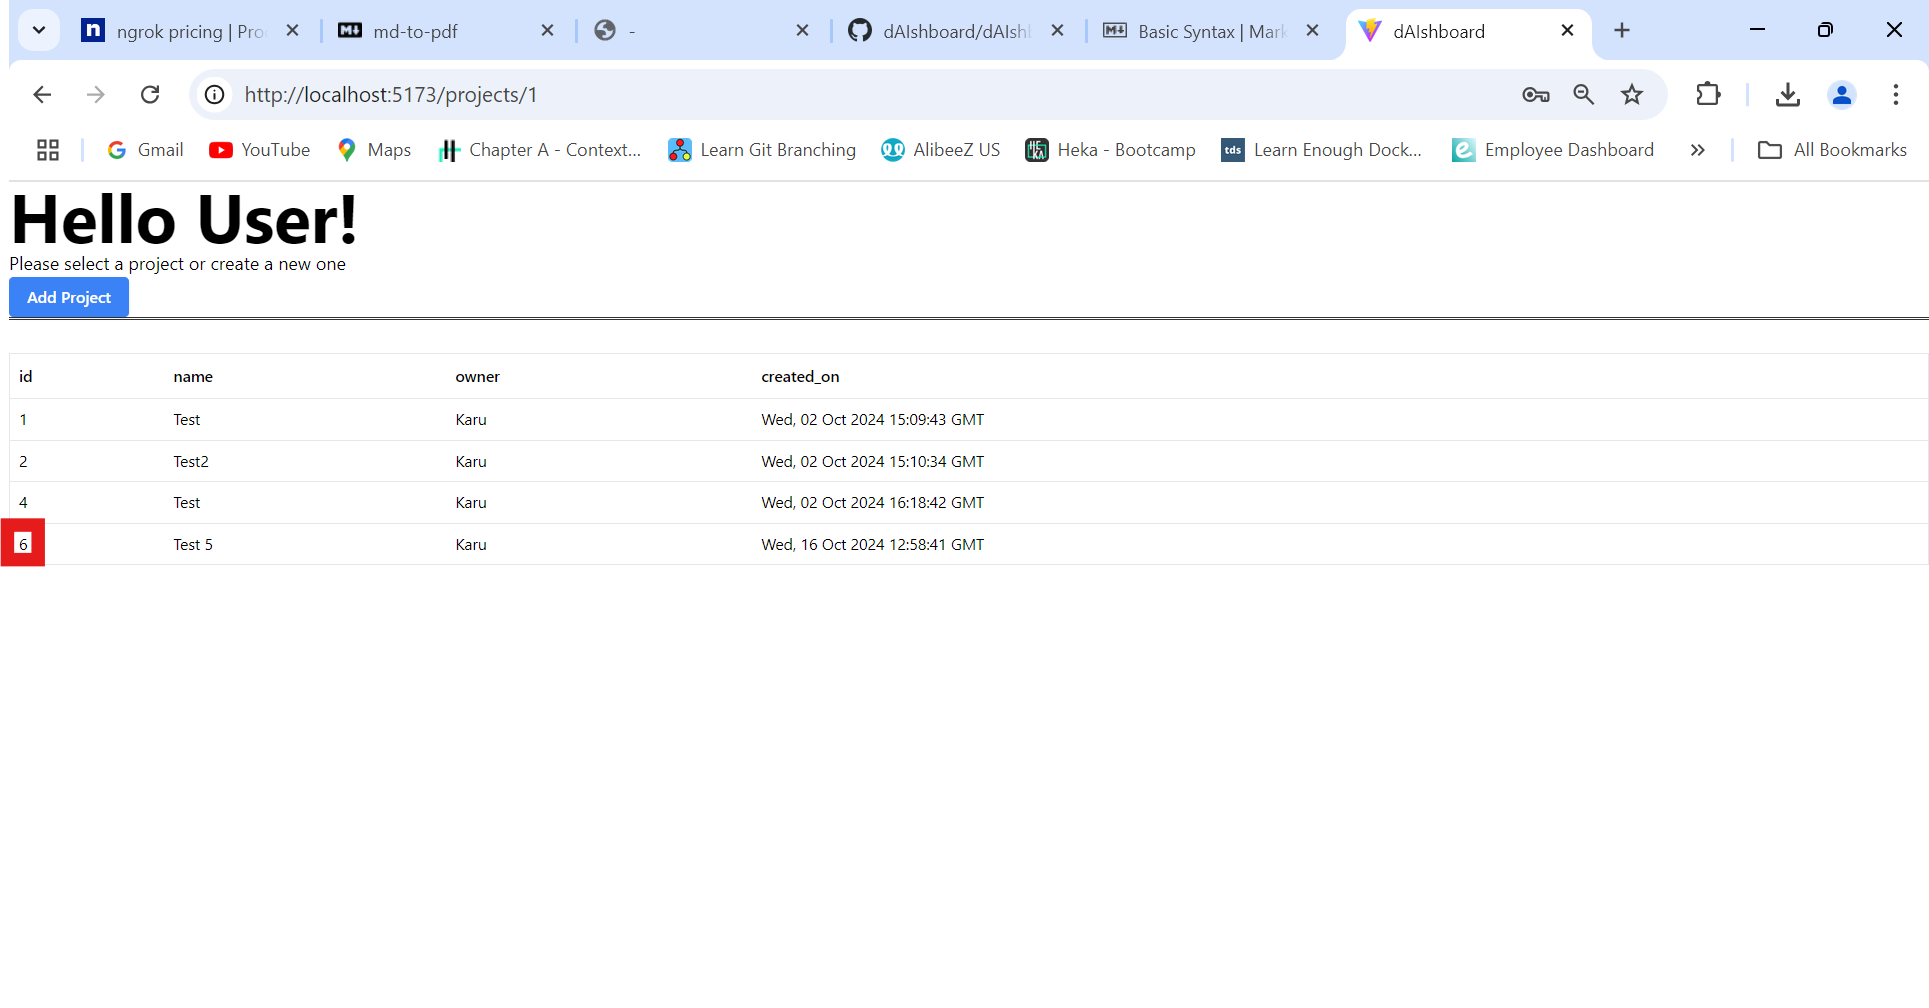 ngrok pricing | Pro
md-to-pdf
-
dAIshboard/dAIsh
Basic Syntax | Mark
dAIshboard
http://localhost:5173/projects/1
Gmail
YouTube
Maps
Chapter A - Context...
Learn Git Branching
AlibeeZ US
Heka - Bootcamp
tds
Learn Enough Dock...
Employee Dashboard
All Bookmarks
Hello User!
Please select a project or create a new one
Add Project
id name owner created_on
1 Test Karu Wed, 02 Oct 2024 15:09:43 GMT
2 Test2 Karu Wed, 02 Oct 2024 15:10:34 GMT
4 Test Karu Wed, 02 Oct 2024 16:18:42 GMT
6 Test 5 Karu Wed, 16 Oct 2024 12:58:41 GMT